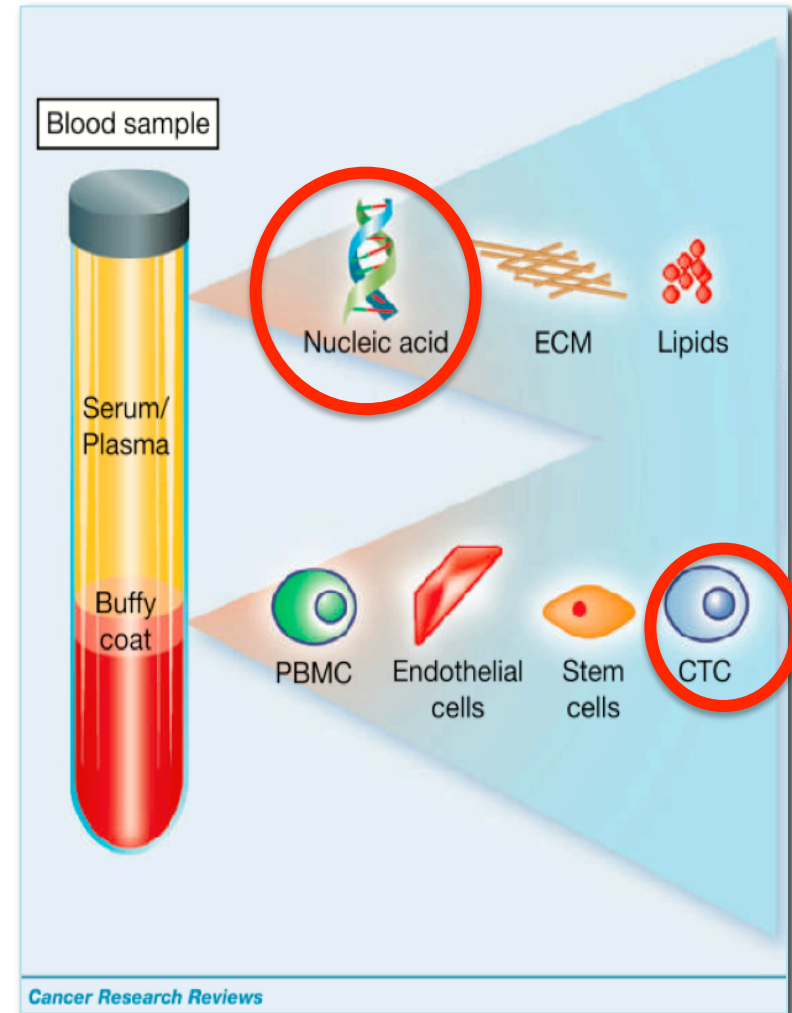 Blood sample
Nucleic acid
ECM
Lipids
Serum/
Plasma
Buffy
coat
PBMC
Endothelial
cells
Stem
cells
CTC
Cancer Research Reviews